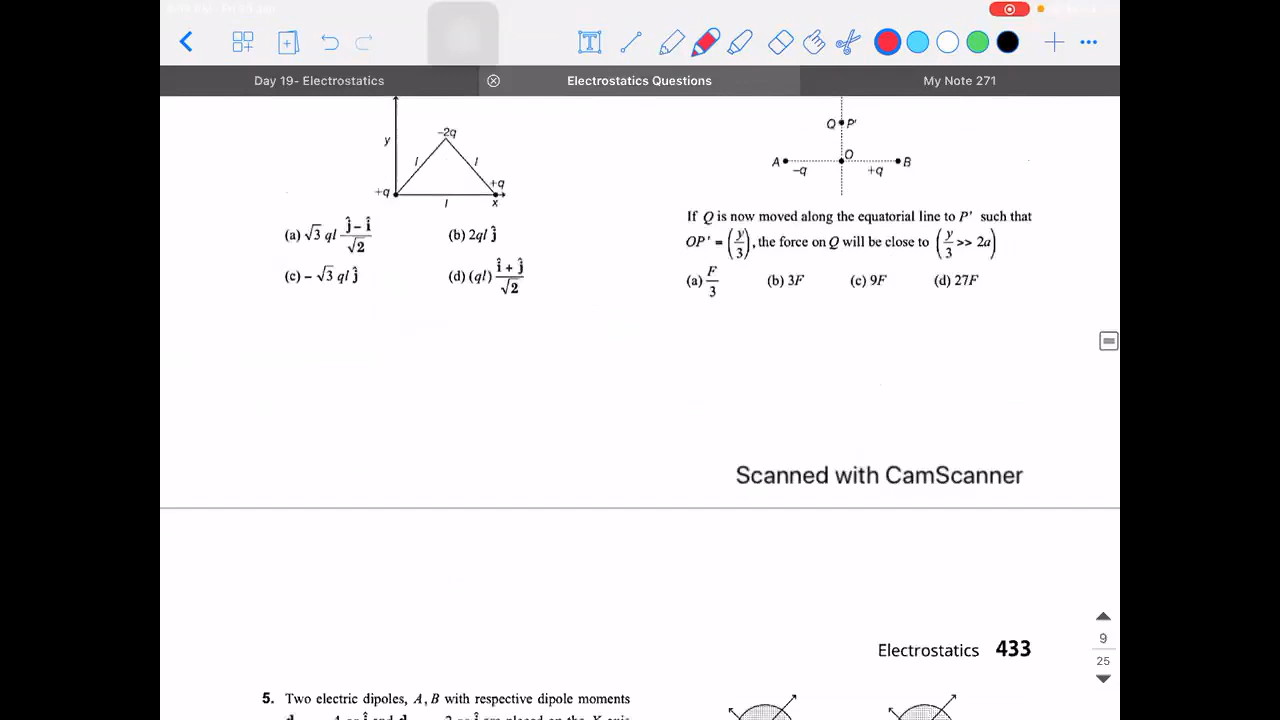 Day 19- Electrostatics
Electrostatics Questions
My Note 271
y
-2q
l
l
+q
+q
l
x
(a) √3 ql (ĵ – î)/√2
(b) 2ql ĵ
(c) – √3 ql ĵ
(d) (ql) (î + ĵ)/√2
Q P'
A
O
B
-q
+q
If Q is now moved along the equatorial line to P' such that
OP' = (y/3), the force on Q will be close to (y/3 >> 2a)
(a) F/3
(b) 3F
(c) 9F
(d) 27F
Scanned with CamScanner
Electrostatics 433
9
25
5. Two electric dipoles, A, B with respective dipole moments